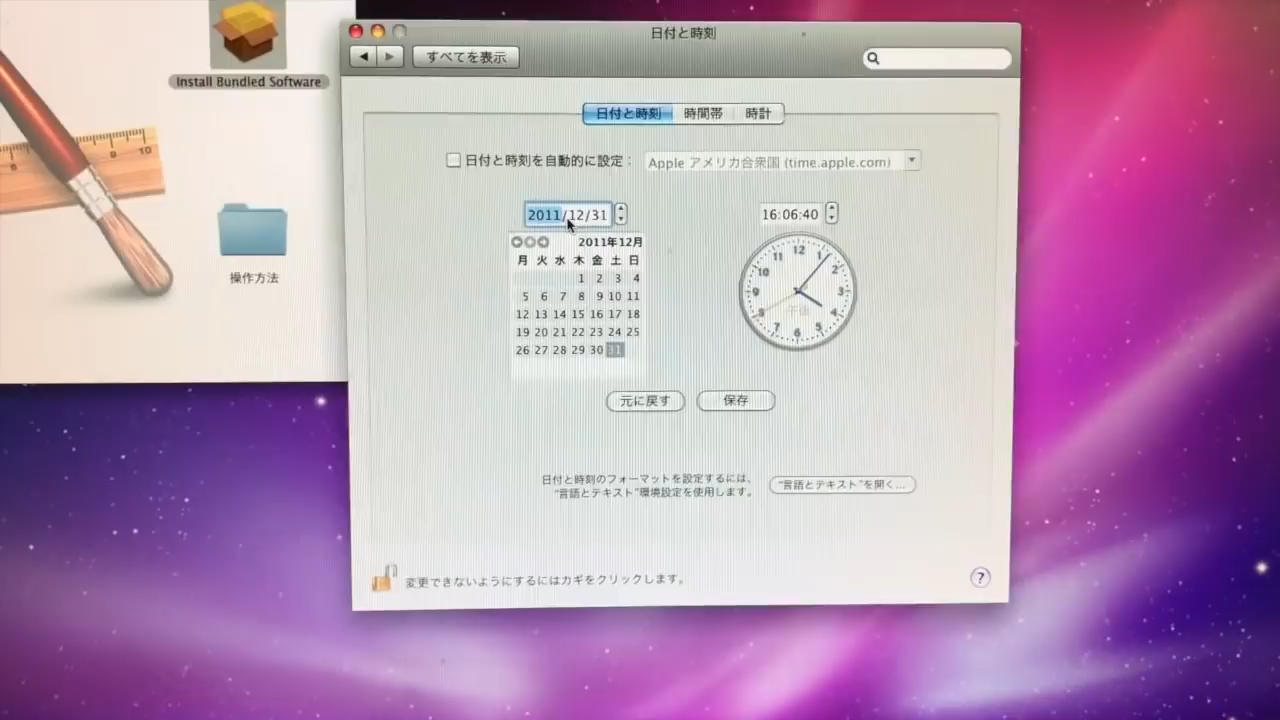 日付と時刻
すべてを表示
Install Bundled Software
日付と時刻 時間帯 時計
日付と時刻を自動的に設定： Apple アメリカ合衆国 (time.apple.com)
2011/12/31
16:06:40
2011年12月
月 火 水 木 金 土 日
1 2 3 4
5 6 7 8 9 10 11
12 13 14 15 16 17 18
19 20 21 22 23 24 25
26 27 28 29 30 31
12
11 1
10 2
9 3
8 4
7 5
6
午後
10
9
操作方法
元に戻す 保存
日付と時刻のフォーマットを設定するには、
"言語とテキスト"環境設定を使用します。
"言語とテキスト"を開く...
変更できないようにするにはカギをクリックします。
?